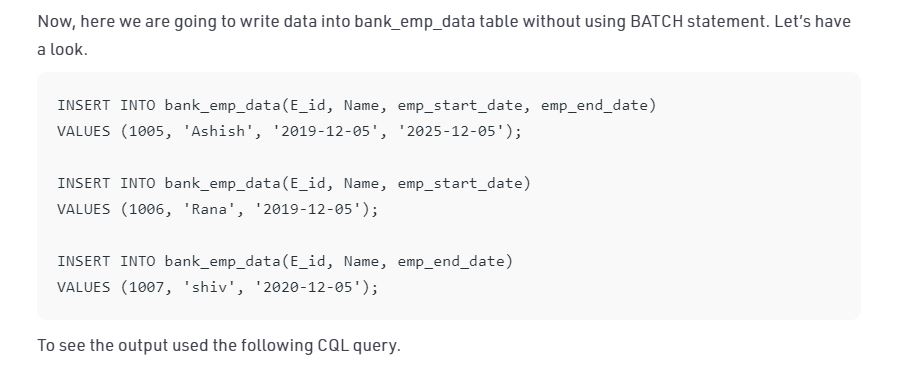 Now, here we are going to write data into bank_emp_data table without using BATCH statement. Let's have
a look.
INSERT INTO bank_emp_data(E_id, Name, emp_start_date, emp_end_date)
VALUES (1005, 'Ashish', '2019-12-05', '2025-12-05');
INSERT INTO bank_emp_data(E_id, Name, emp_start_date)
VALUES (1006, 'Rana', '2019-12-05');
INSERT INTO bank_emp_data(E_id, Name, emp_end_date)
VALUES (1007, 'shiv', '2020-12-05');
To see the output used the following CQL query.